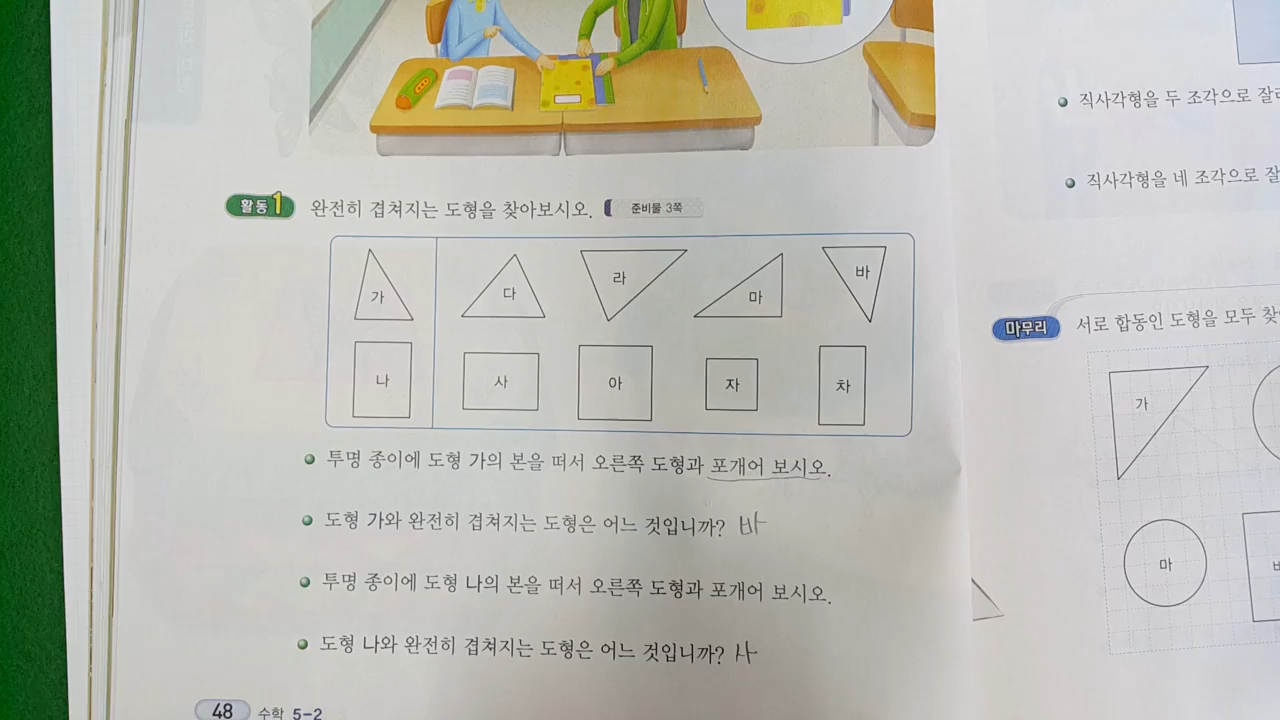 활동 1 완전히 겹쳐지는 도형을 찾아보시오. 준비물 3쪽
가 다 라 마 바
나 사 아 자 차
투명 종이에 도형 가의 본을 떠서 오른쪽 도형과 포개어 보시오.
도형 가와 완전히 겹쳐지는 도형은 어느 것입니까? 바
투명 종이에 도형 나의 본을 떠서 오른쪽 도형과 포개어 보시오.
도형 나와 완전히 겹쳐지는 도형은 어느 것입니까? 사
48 수학 5-2
직사각형을 두 조각으로
직사각형을 네 조각으로
마무리 서로 합동인 도형을 모두
가
마